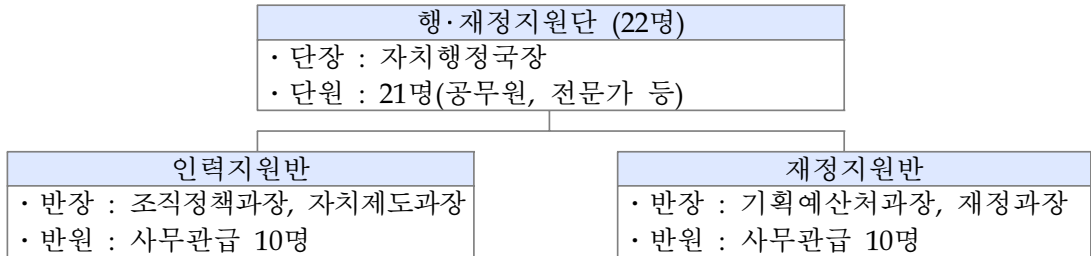 행·재정지원단 (22명)
· 단장 : 자치행정국장
· 단원 : 21명(공무원, 전문가 등)
인력지원반
· 반장 : 조직정책과장, 자치제도과장
· 반원 : 사무관급 10명
재정지원반
· 반장 : 기획예산처과장, 재정과장
· 반원 : 사무관급 10명